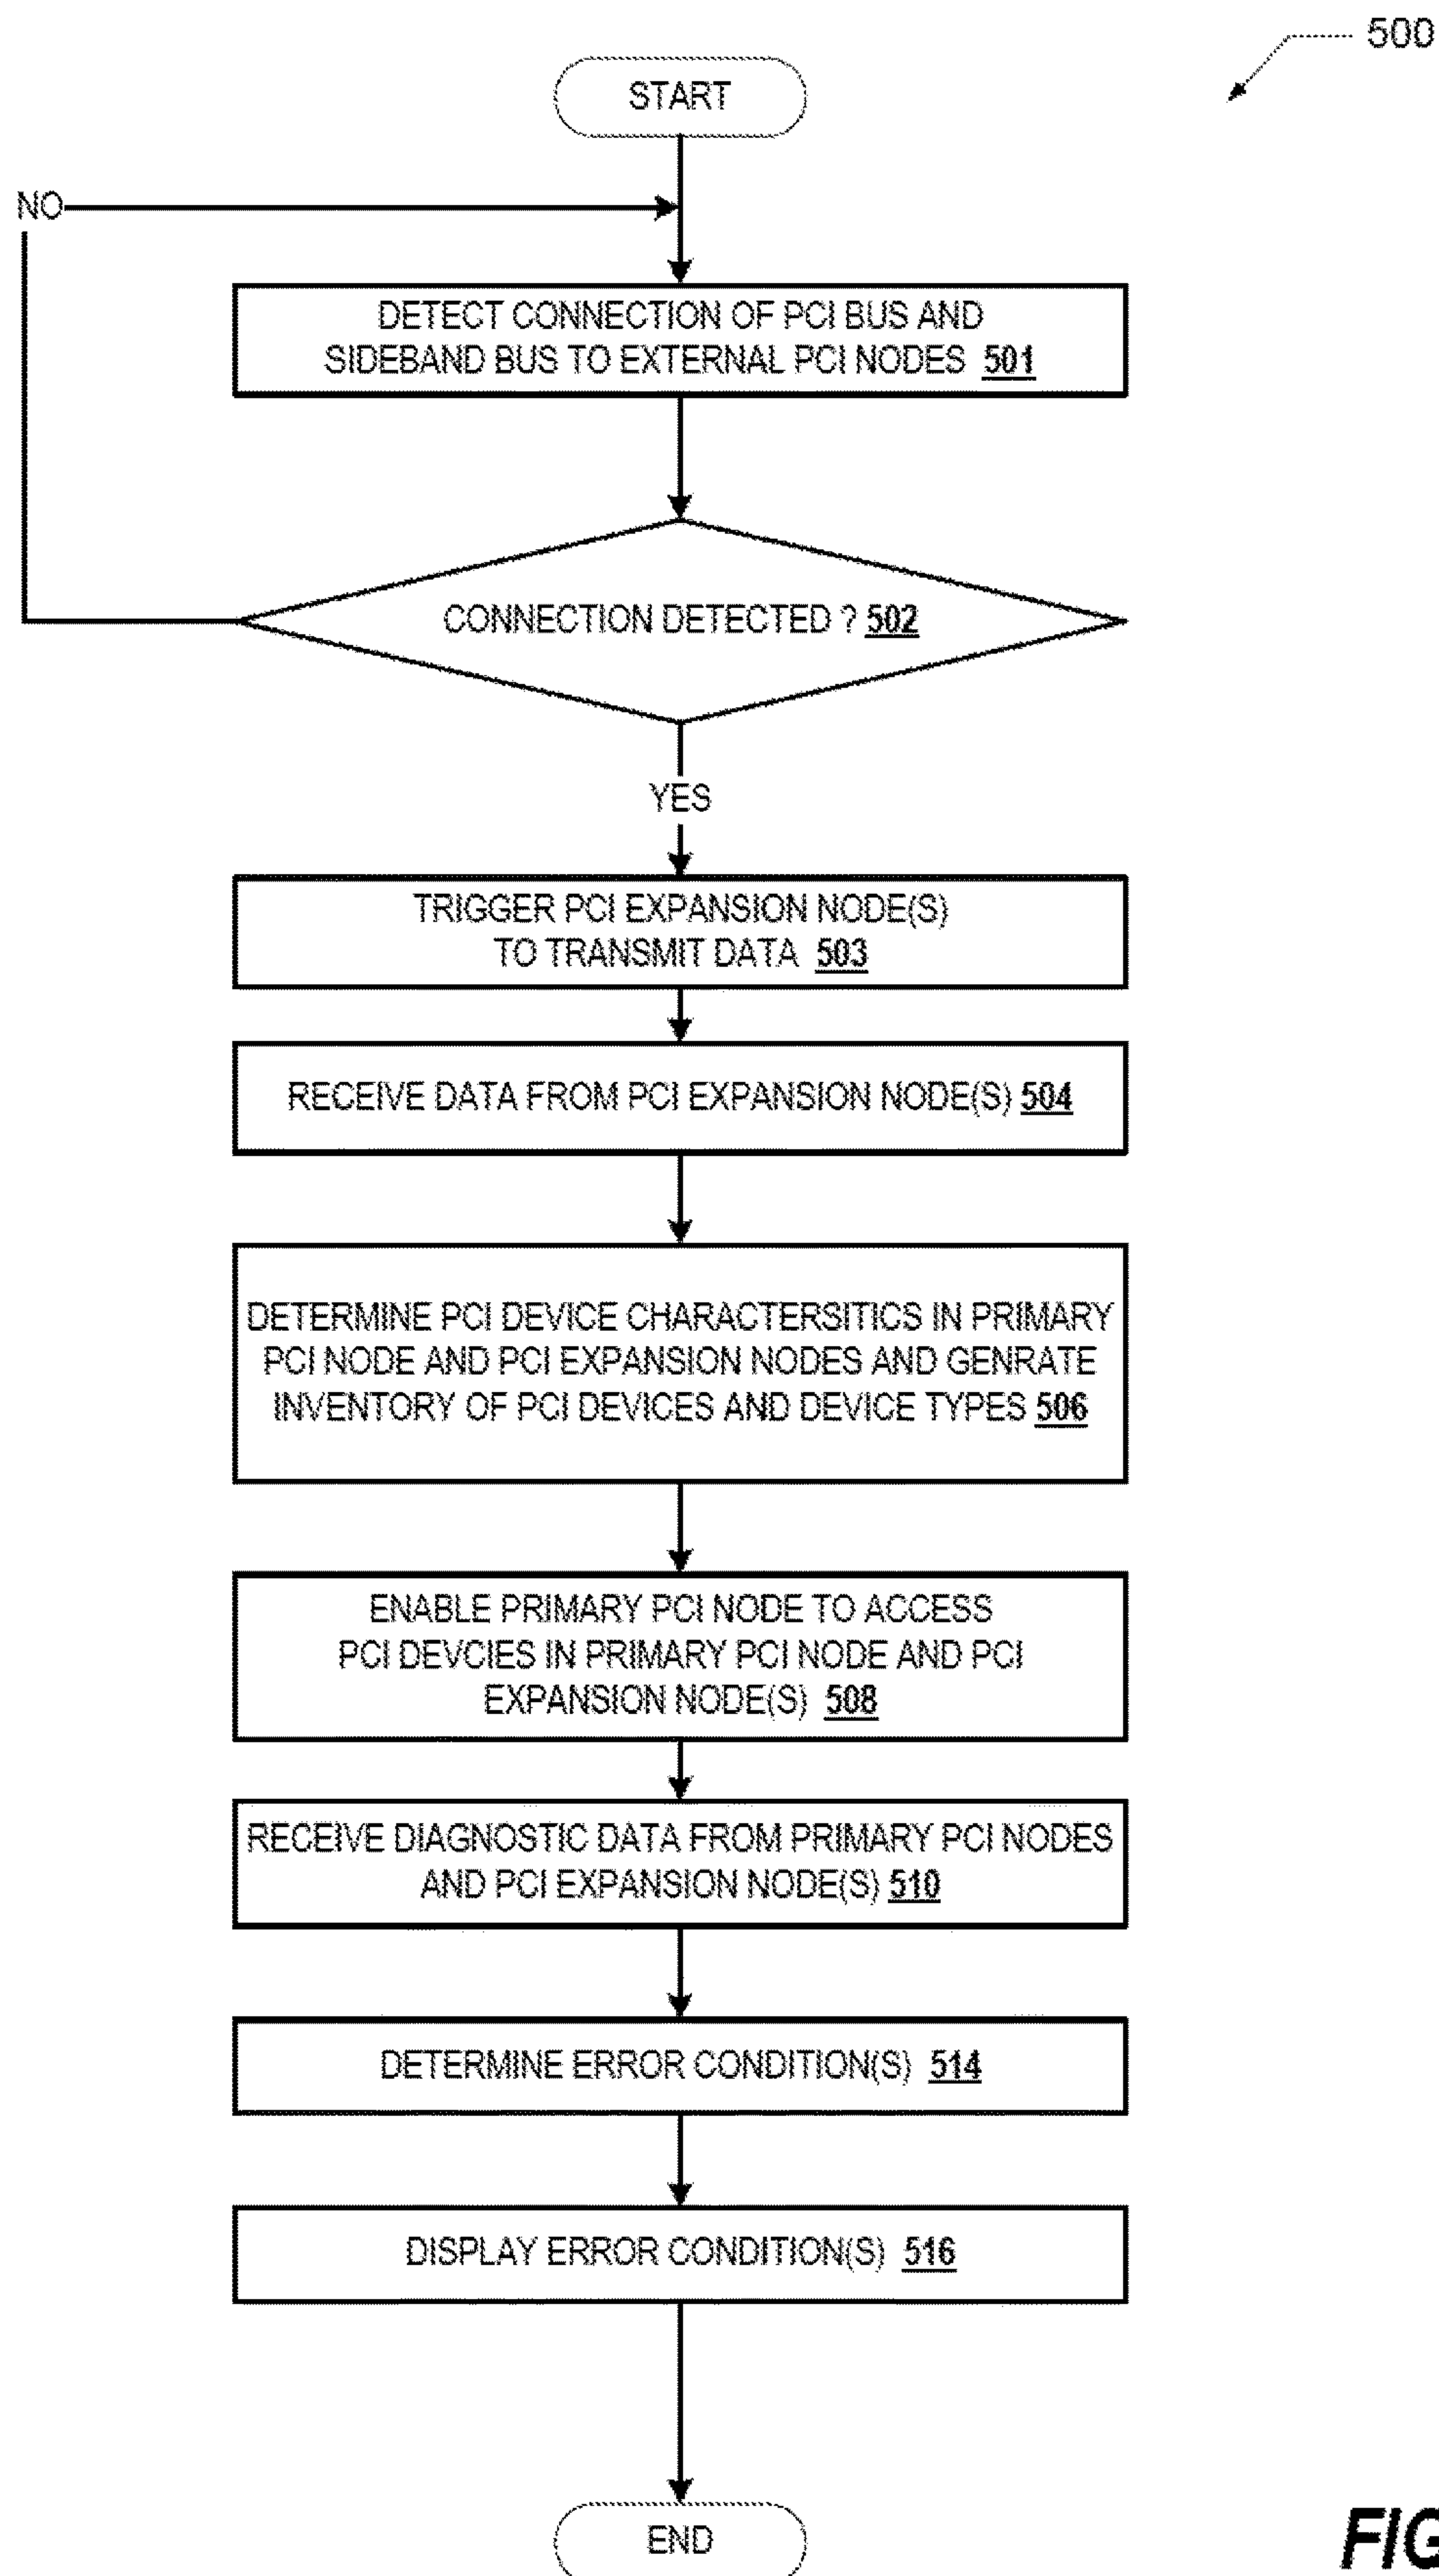 500
START
NO
DETECT CONNECTION OF PCI BUS AND
SIDEBAND BUS TO EXTERNAL PCI NODES 501
CONNECTION DETECTED ? 502
YES
TRIGGER PCI EXPANSION NODE(S)
TO TRANSMIT DATA 503
RECEIVE DATA FROM PCI EXPANSION NODE(S) 504
DETERMINE PCI DEVICE CHARACTERSITICS IN PRIMARY
PCI NODE AND PCI EXPANSION NODES AND GENRATE
INVENTORY OF PCI DEVICES AND DEVICE TYPES 506
ENABLE PRIMARY PCI NODE TO ACCESS
PCI DEVCIES IN PRIMARY PCI NODE AND PCI
EXPANSION NODE(S) 508
RECEIVE DIAGNOSTIC DATA FROM PRIMARY PCI NODES
AND PCI EXPANSION NODE(S) 510
DETERMINE ERROR CONDITION(S) 514
DISPLAY ERROR CONDITION(S) 516
END
FIG